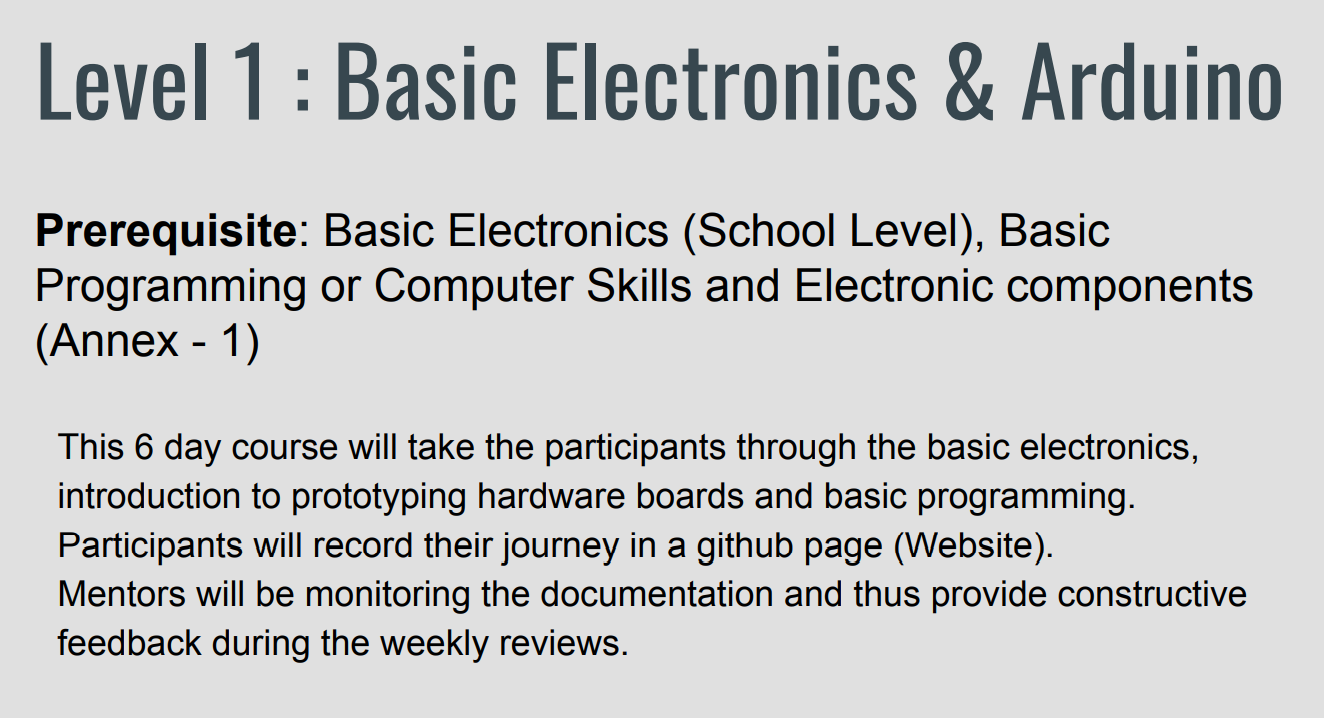 Level 1 : Basic Electronics & Arduino
Prerequisite: Basic Electronics (School Level), Basic
Programming or Computer Skills and Electronic components
(Annex - 1)
This 6 day course will take the participants through the basic electronics,
introduction to prototyping hardware boards and basic programming.
Participants will record their journey in a github page (Website).
Mentors will be monitoring the documentation and thus provide constructive
feedback during the weekly reviews.